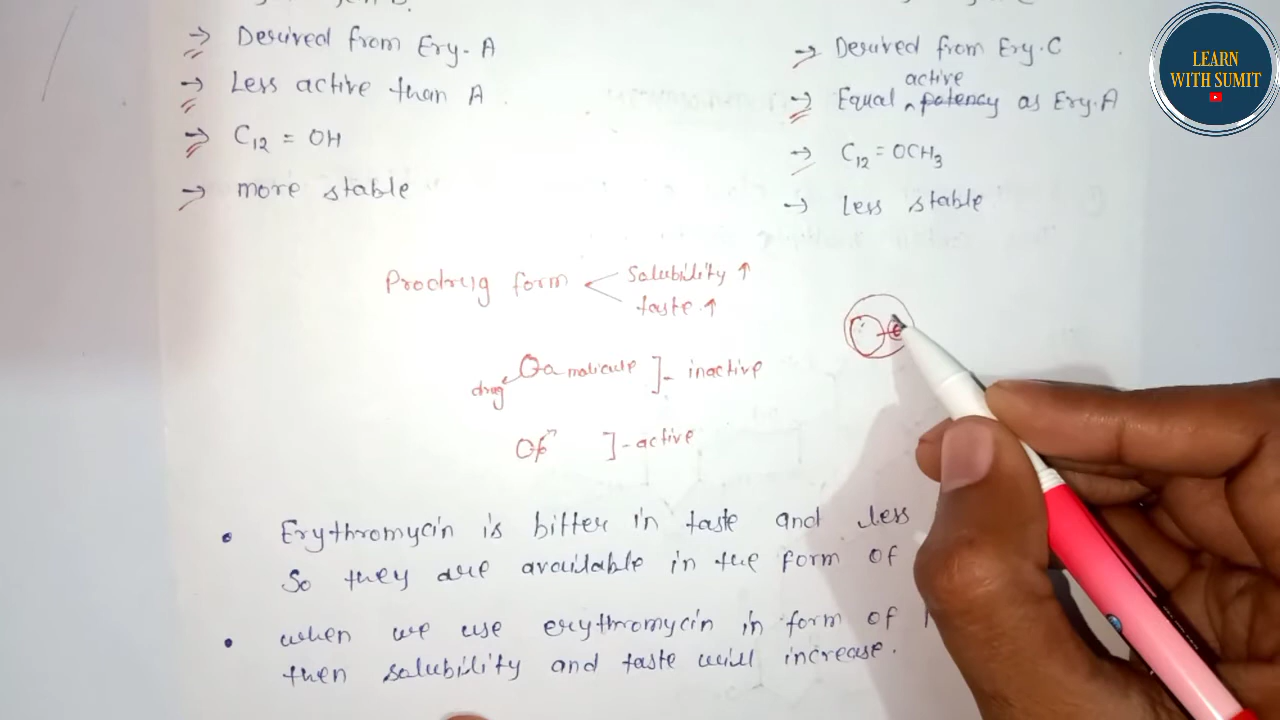 → Derived from Ery-A
→ Less active than A
→ C12 = OH
→ more stable
→ Derived from Ery.C
active
→ Equal ^ potency as Ery.A
→ C12 = OCH3
→ Less stable
Prodrug form
Solubility ↑
taste ↑
drug molicule ]- inactive
]- active
• Erythromycin is bitter in taste and less
So they are available in the form of
• when we use erythromycin in form of
then solubility and taste will increase.
LEARN
WITH SUMIT